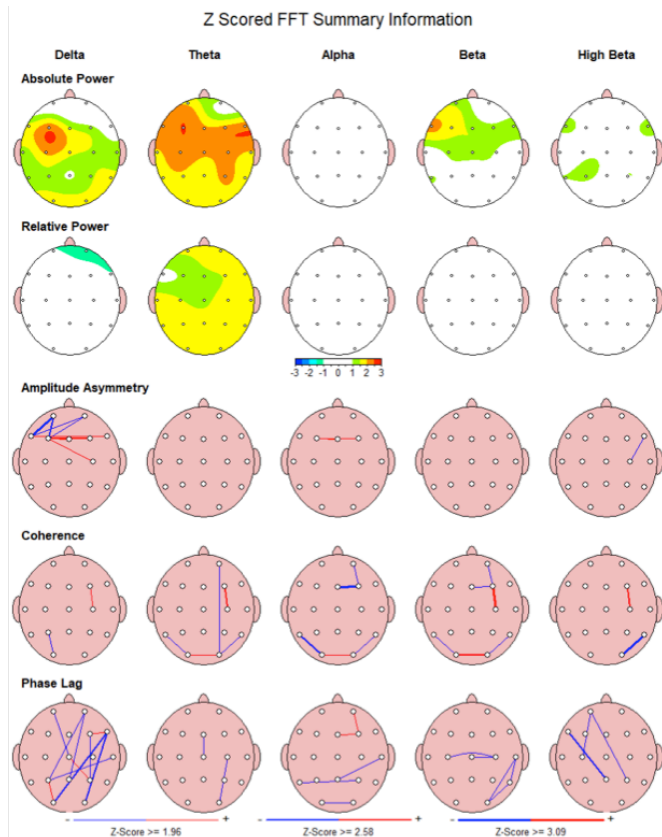 Z Scored FFT Summary Information
Delta Theta Alpha Beta High Beta
Absolute Power
Relative Power
-3 -2 -1 0 1 2 3
Amplitude Asymmetry
Coherence
Phase Lag
- + - + - +
Z-Score >= 1.96 Z-Score >= 2.58 Z-Score >= 3.09